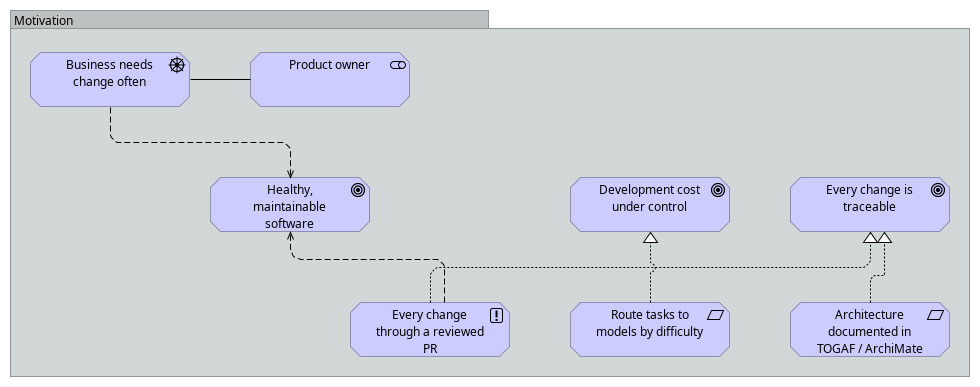 Motivation
Business needs
change often
Product owner
Healthy,
maintainable
software
Development cost
under control
Every change is
traceable
Every change
through a reviewed
PR
Route tasks to
models by difficulty
Architecture
documented in
TOGAF / ArchiMate